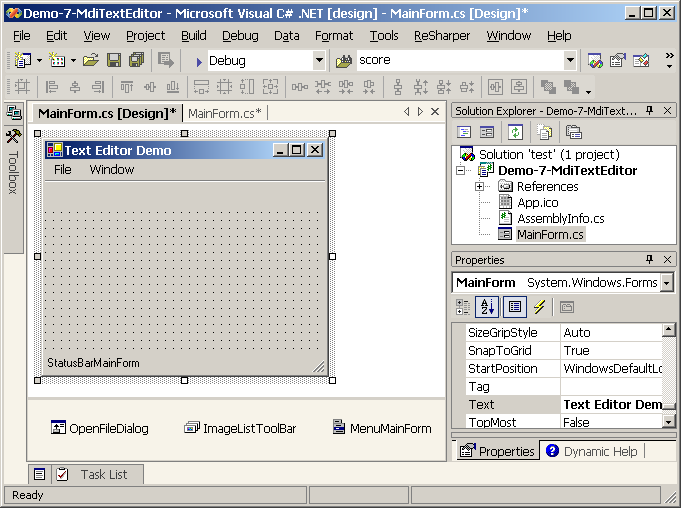 Demo-7-MdiTextEditor - Microsoft Visual C# .NET [design] - MainForm.cs [Design]*
File Edit View Project Build Debug Data Format Tools ReSharper Window Help
Debug score
MainForm.cs [Design]* MainForm.cs*
Toolbox
Text Editor Demo
File Window
StatusBarMainForm
OpenFileDialog ImageListToolBar MenuMainForm
Solution Explorer - Demo-7-MdiText...
Solution 'test' (1 project)
Demo-7-MdiTextEditor
References
App.ico
AssemblyInfo.cs
MainForm.cs
Properties
MainForm System.Windows.Forms
SizeGripStyle Auto
SnapToGrid True
StartPosition WindowsDefaultLo
Tag
Text Text Editor Dem
TopMost False
Properties Dynamic Help
Task List
Ready